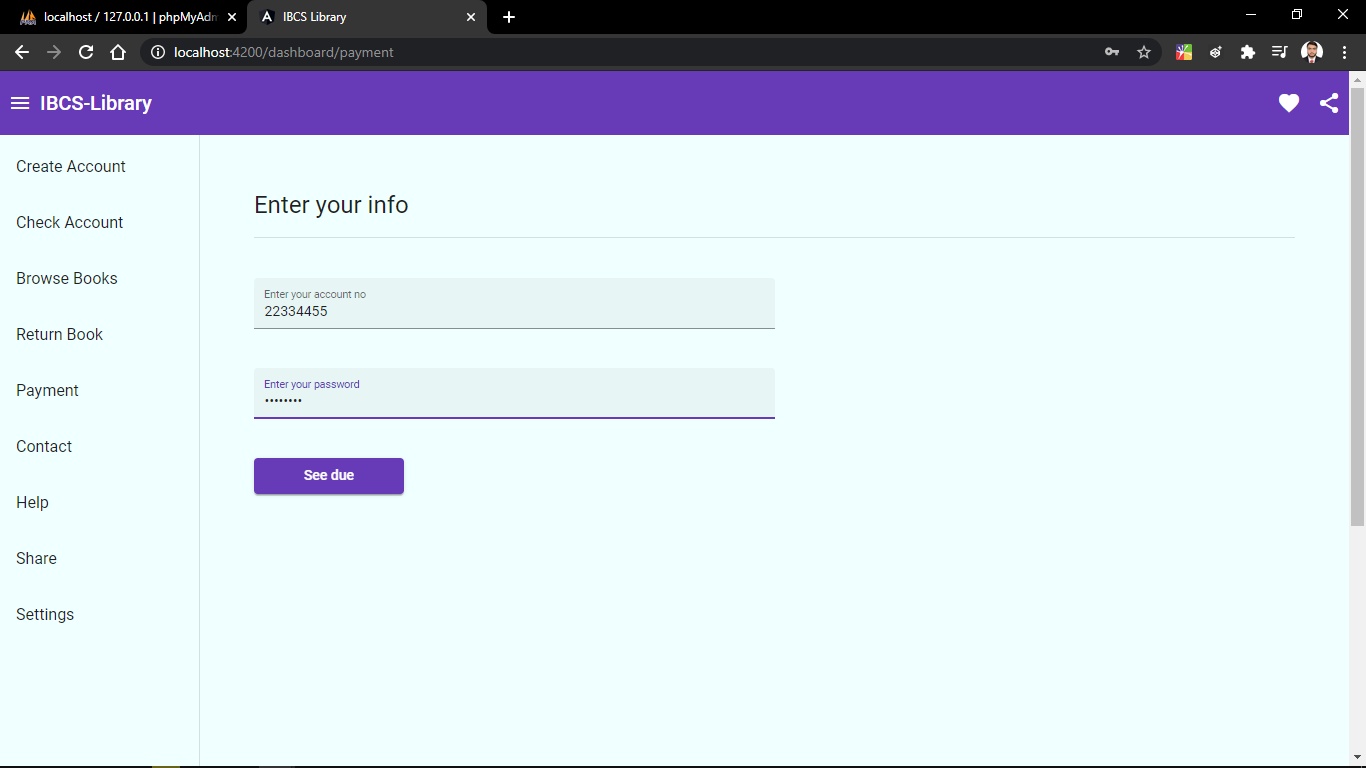 localhost / 127.0.0.1 | phpMyAdm
IBCS Library
localhost:4200/dashboard/payment
IBCS-Library
Create Account
Check Account
Browse Books
Return Book
Payment
Contact
Help
Share
Settings
Enter your info
Enter your account no
22334455
Enter your password
••••••••
See due